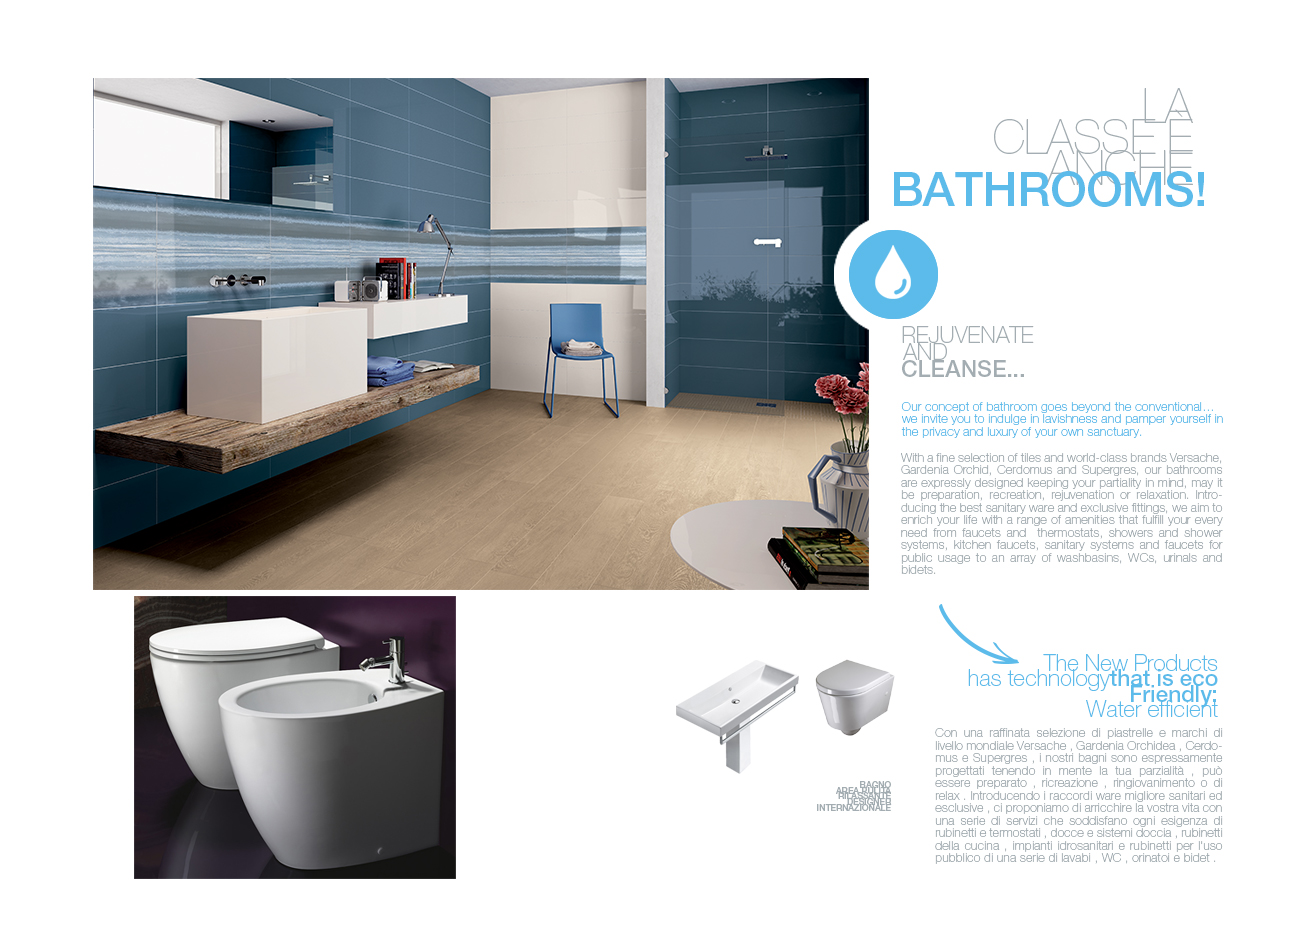 LA
CLASSE È
ANCHE
BATHROOMS!
REJUVENATE
AND
CLEANSE...
Our concept of bathroom goes beyond the conventional...
we invite you to indulge in lavishness and pamper yourself in
the privacy and luxury of your own sanctuary.
With a fine selection of tiles and world-class brands Versache,
Gardenia Orchid, Cerdomus and Supergres, our bathrooms
are expressly designed keeping your partiality in mind, may it
be preparation, recreation, rejuvenation or relaxation. Intro-
ducing the best sanitary ware and exclusive fittings, we aim to
enrich your life with a range of amenities that fulfill your every
need from faucets and thermostats, showers and shower
systems, kitchen faucets, sanitary systems and faucets for
public usage to an array of washbasins, WCs, urinals and
bidets.
The New Products
has technologythat is eco
Friendly;
Water efficient
Con una raffinata selezione di piastrelle e marchi di
livello mondiale Versache , Gardenia Orchidea , Cerdo-
mus e Supergres , i nostri bagni sono espressamente
progettati tenendo in mente la tua parzialità , può
essere preparato , ricreazione , ringiovanimento o di
relax . Introducendo i raccordi ware migliore sanitari ed
esclusive , ci proponiamo di arricchire la vostra vita con
una serie di servizi che soddisfano ogni esigenza di
rubinetti e termostati , docce e sistemi doccia , rubinetti
della cucina , impianti idrosanitari e rubinetti per l'uso
pubblico di una serie di lavabi , WC , orinatoi e bidet .
BAGNO
AREA PULITA
RILASSANTE
DESIGNER
INTERNAZIONALE